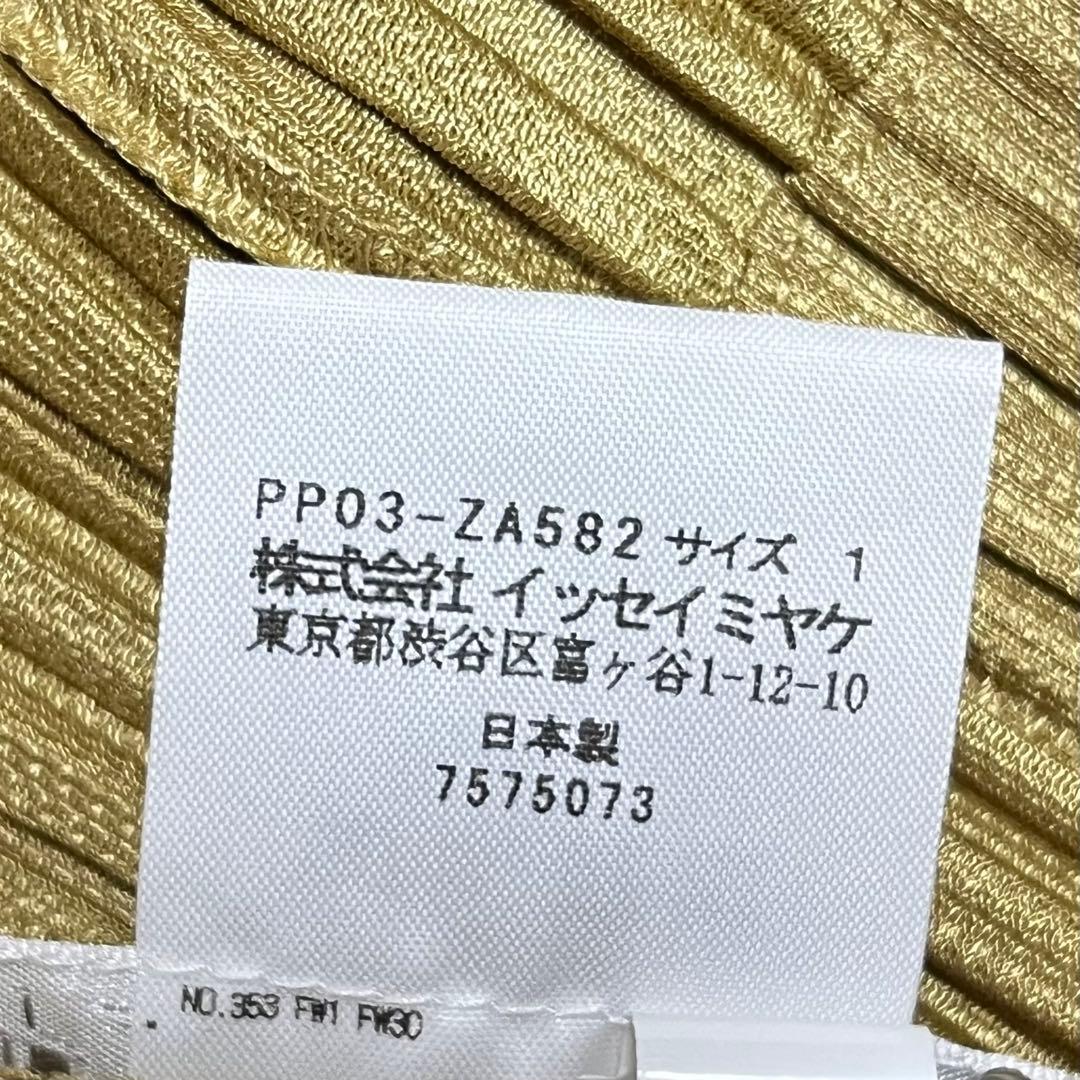 PP03-ZA582 サイズ 1
株式会社 イッセイミヤケ
東京都渋谷区富ヶ谷1-12-10
日本製
7575073
NO.353 FW1 FW30